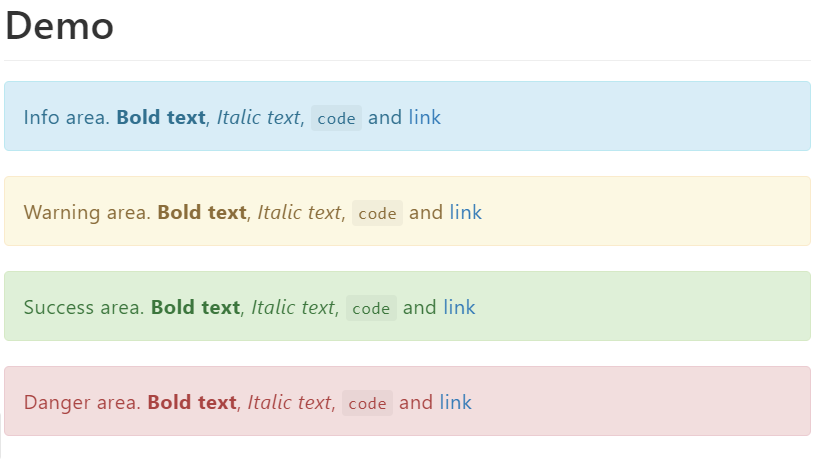 Demo
Info area. Bold text, Italic text, code and link
Warning area. Bold text, Italic text, code and link
Success area. Bold text, Italic text, code and link
Danger area. Bold text, Italic text, code and link